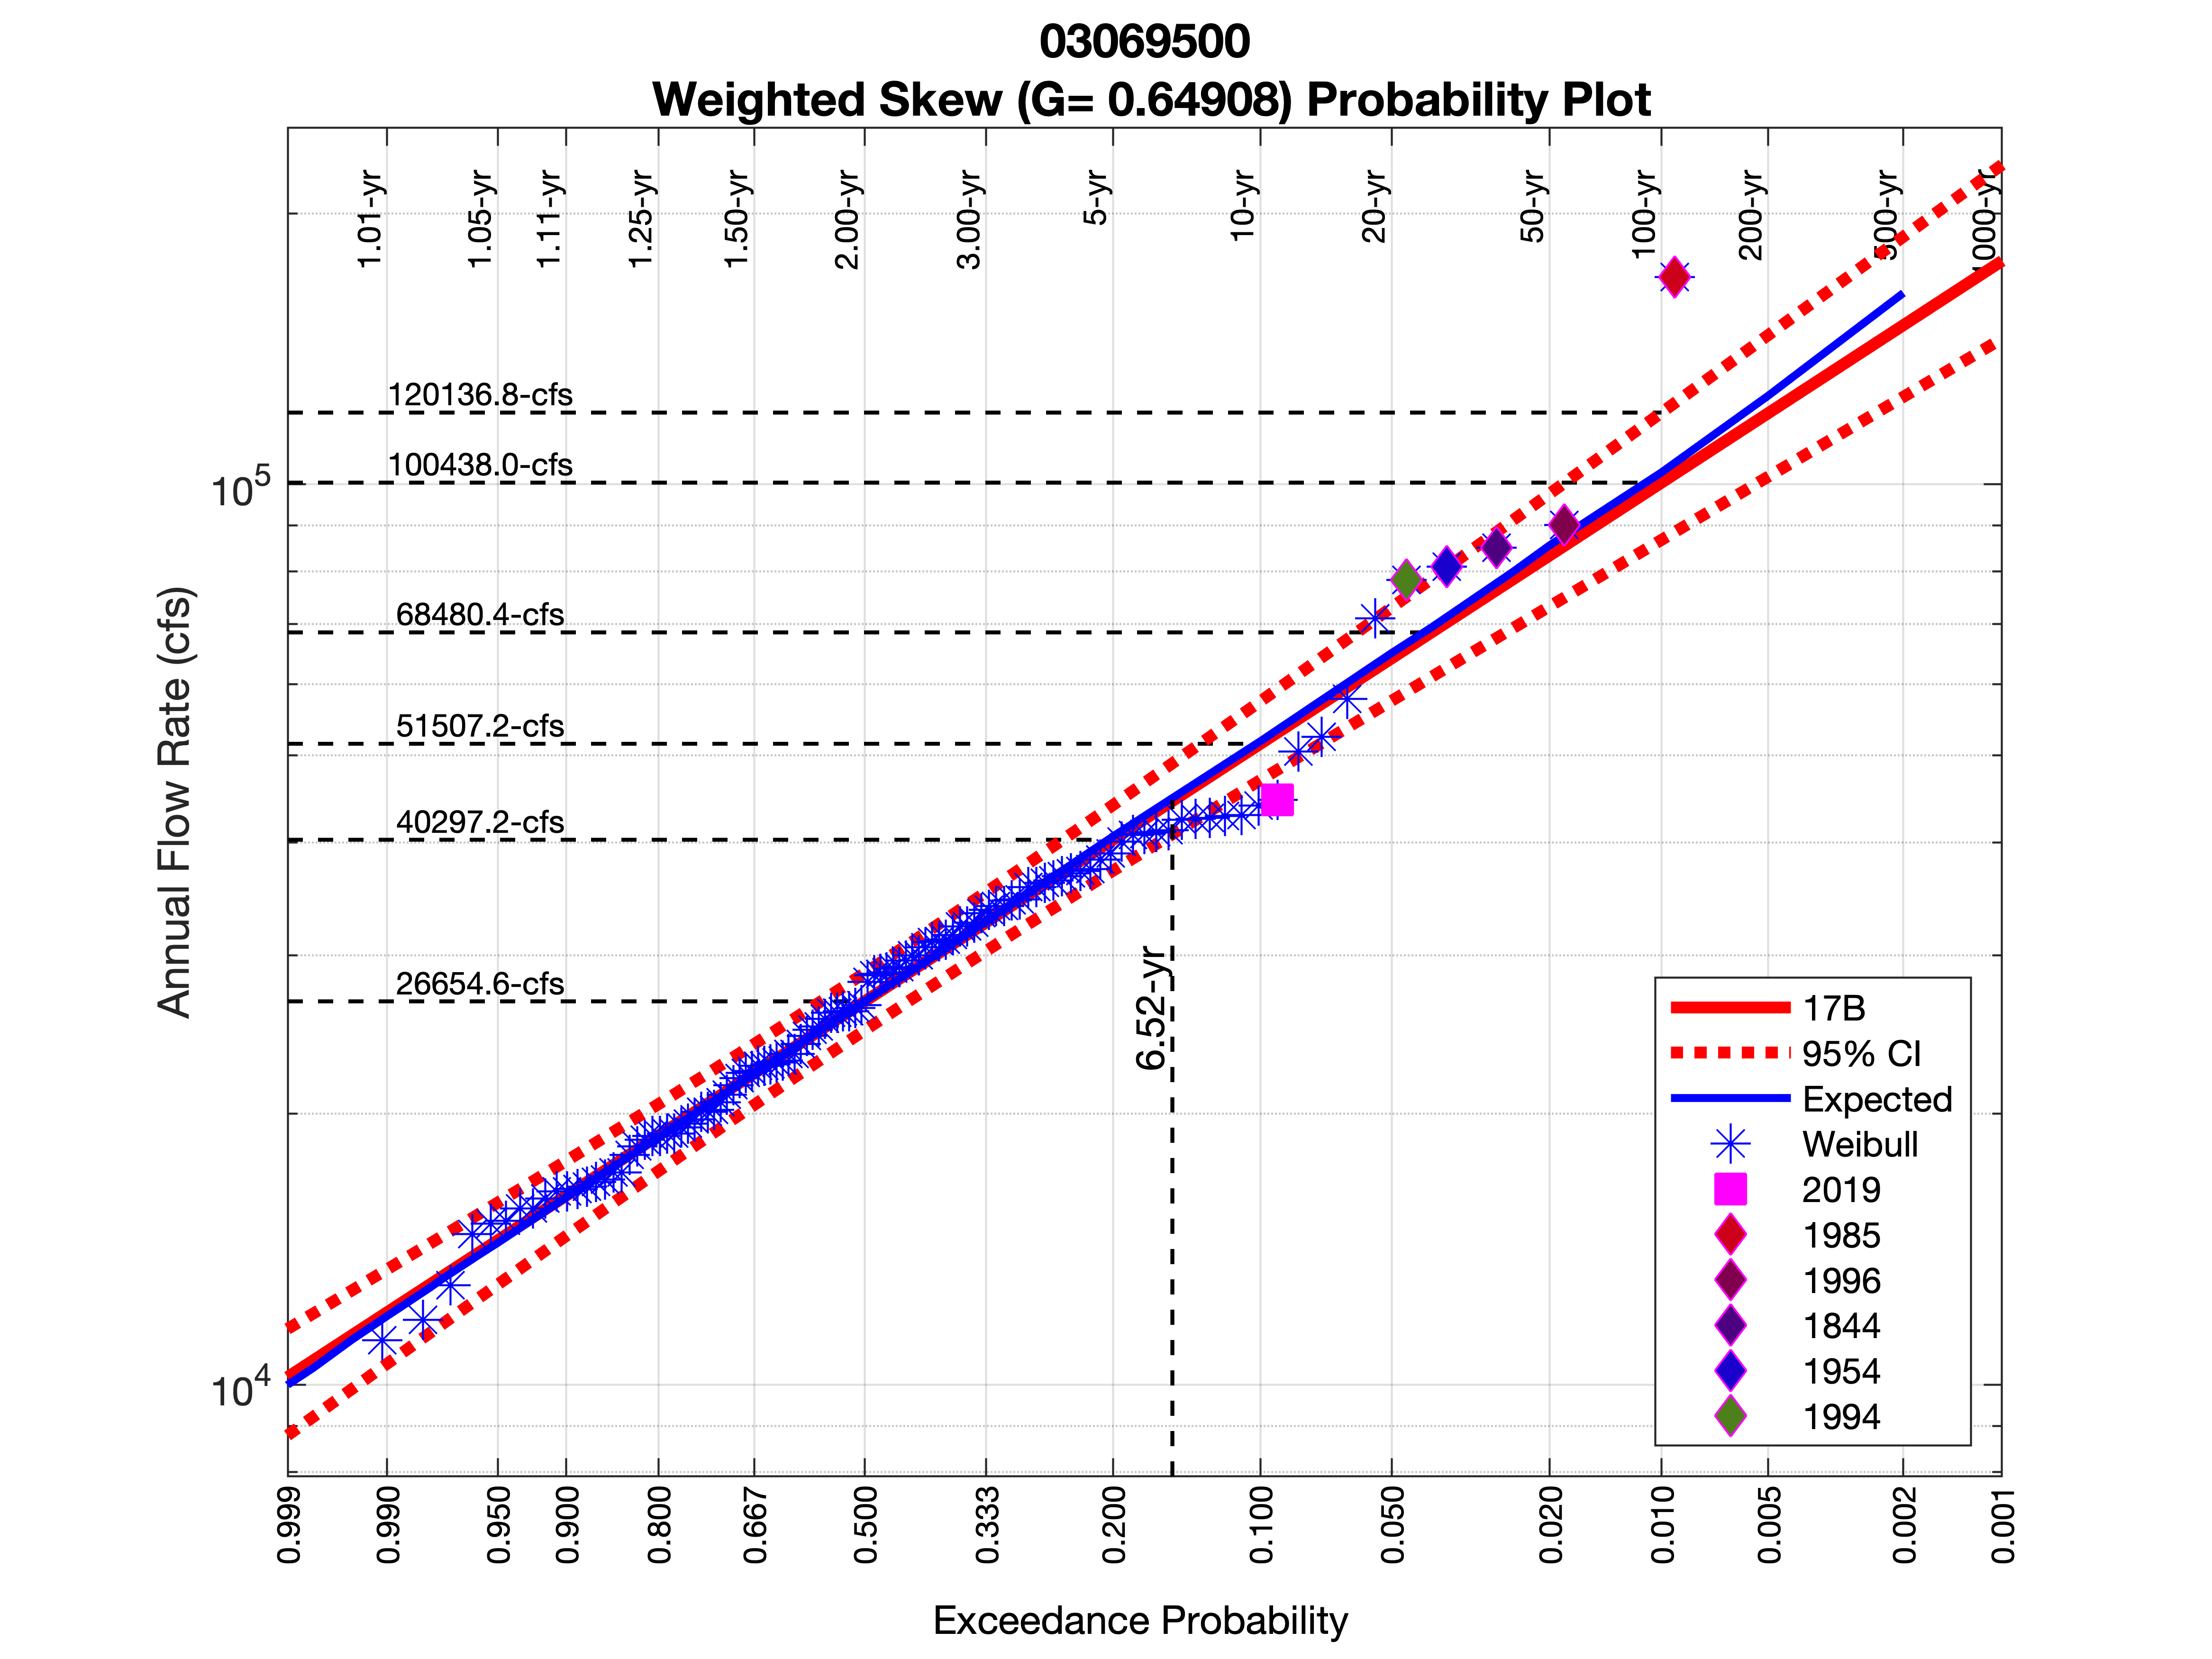 03069500
Weighted Skew (G= 0.64908) Probability Plot
1.01-yr
1.05-yr
1.11-yr
1.25-yr
1.50-yr
2.00-yr
3.00-yr
5-yr
10-yr
20-yr
50-yr
100-yr
200-yr
500-yr
1000-yr
120136.8-cfs
100438.0-cfs
68480.4-cfs
51507.2-cfs
40297.2-cfs
26654.6-cfs
10^5
10^4
Annual Flow Rate (cfs)
6.52-yr
17B
95% CI
Expected
Weibull
2019
1985
1996
1844
1954
1994
0.999
0.990
0.950
0.900
0.800
0.667
0.500
0.333
0.200
0.100
0.050
0.020
0.010
0.005
0.002
0.001
Exceedance Probability